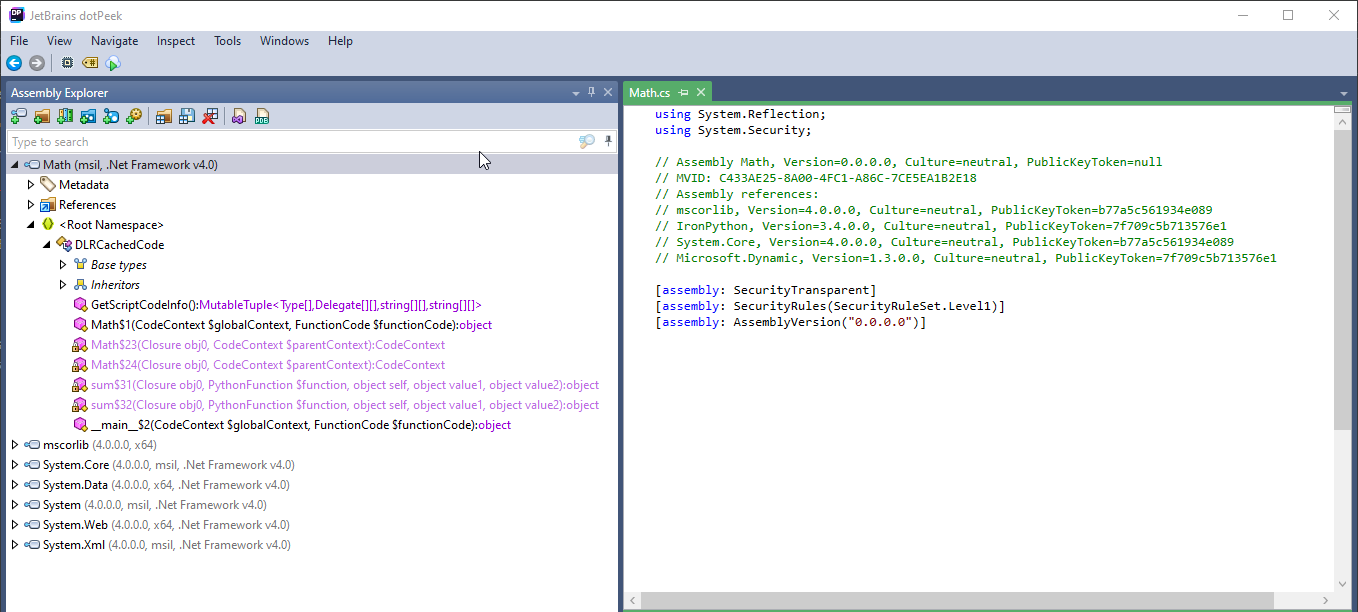 JetBrains dotPeek
File View Navigate Inspect Tools Windows Help
Assembly Explorer
Type to search
Math (msil, .Net Framework v4.0)
Metadata
References
<Root Namespace>
DLRCachedCode
Base types
Inheritors
GetScriptCodeInfo():MutableTuple<Type[],Delegate[][],string[][],string[][]>
Math$1(CodeContext $globalContext, FunctionCode $functionCode):object
Math$23(Closure obj0, CodeContext $parentContext):CodeContext
Math$24(Closure obj0, CodeContext $parentContext):CodeContext
sum$31(Closure obj0, PythonFunction $function, object self, object value1, object value2):object
sum$32(Closure obj0, PythonFunction $function, object self, object value1, object value2):object
__main__$2(CodeContext $globalContext, FunctionCode $functionCode):object
mscorlib (4.0.0.0, x64)
System.Core (4.0.0.0, msil, .Net Framework v4.0)
System.Data (4.0.0.0, x64, .Net Framework v4.0)
System (4.0.0.0, msil, .Net Framework v4.0)
System.Web (4.0.0.0, x64, .Net Framework v4.0)
System.Xml (4.0.0.0, msil, .Net Framework v4.0)
Math.cs
using System.Reflection;
using System.Security;
// Assembly Math, Version=0.0.0.0, Culture=neutral, PublicKeyToken=null
// MVID: C433AE25-8A00-4FC1-A86C-7CE5EA1B2E18
// Assembly references:
// mscorlib, Version=4.0.0.0, Culture=neutral, PublicKeyToken=b77a5c561934e089
// IronPython, Version=3.4.0.0, Culture=neutral, PublicKeyToken=7f709c5b713576e1
// System.Core, Version=4.0.0.0, Culture=neutral, PublicKeyToken=b77a5c561934e089
// Microsoft.Dynamic, Version=1.3.0.0, Culture=neutral, PublicKeyToken=7f709c5b713576e1
[assembly: SecurityTransparent]
[assembly: SecurityRules(SecurityRuleSet.Level1)]
[assembly: AssemblyVersion("0.0.0.0")]